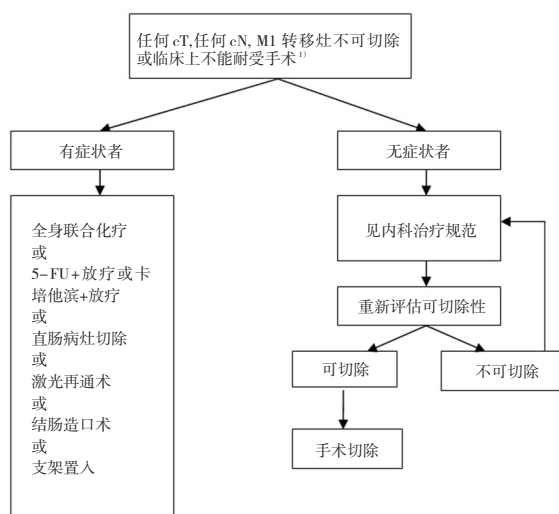 任何 cT,任何 cN, M1 转移灶不可切除
或临床上不能耐受手术1)
有症状者
无症状者
全身联合化疗
或
5-FU+放疗或卡
培他滨+放疗
或
直肠病灶切除
或
激光再通术
或
结肠造口术
或
支架置入
见内科治疗规范
重新评估可切除性
可切除
不可切除
手术切除